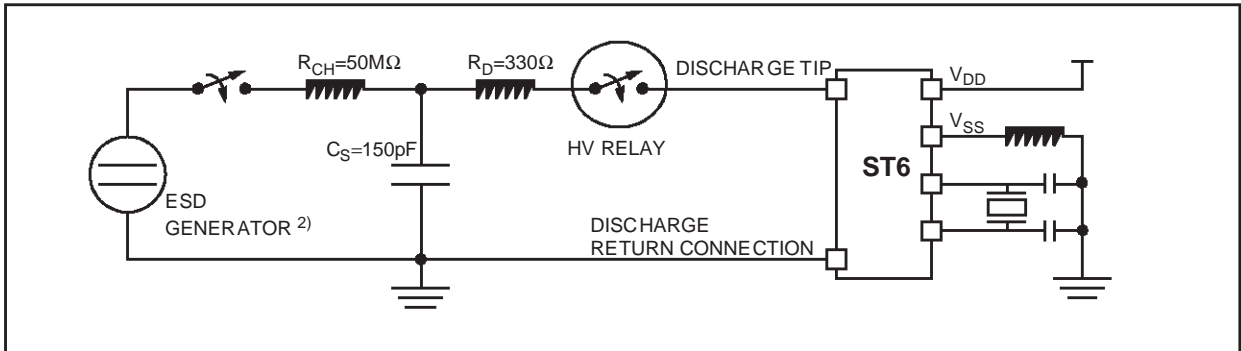 R_CH=50MΩ
R_D=330Ω
DISCHARGE TIP
V_DD
V_SS
C_S=150pF
HV RELAY
ST6
ESD
GENERATOR 2)
DISCHARGE
RETURN CONNECTION